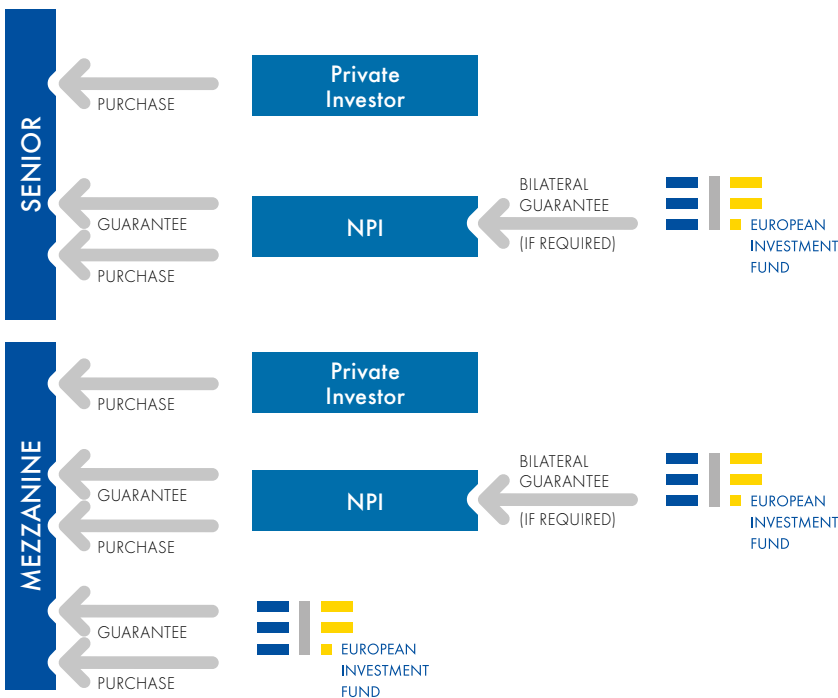 SENIOR
Private
Investor
PURCHASE
GUARANTEE
PURCHASE
NPI
BILATERAL
GUARANTEE
(IF REQUIRED)
EUROPEAN
INVESTMENT
FUND
MEZZANINE
Private
Investor
PURCHASE
GUARANTEE
PURCHASE
NPI
BILATERAL
GUARANTEE
(IF REQUIRED)
EUROPEAN
INVESTMENT
FUND
GUARANTEE
PURCHASE
EUROPEAN
INVESTMENT
FUND